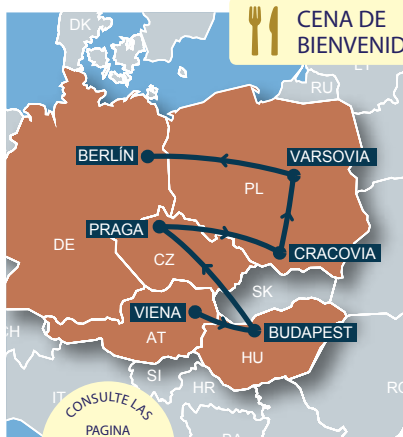 CENA DE
BIENVENID
DK
LT
RU
BERLÍN
VARSOVIA
PL
DE
PRAGA
CZ
CRACOVIA
SK
VIENA
BUDAPEST
AT
HU
CH
SI
HR
IT
RO
BA
CONSULTE LAS
PAGINA